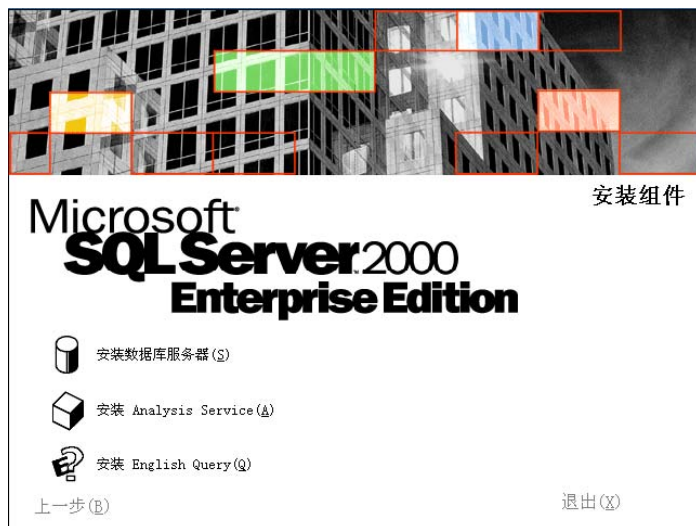 安装组件
Microsoft
SQL Server 2000
Enterprise Edition
安装数据库服务器(S)
安装 Analysis Service(A)
安装 English Query(Q)
上一步(B)
退出(X)